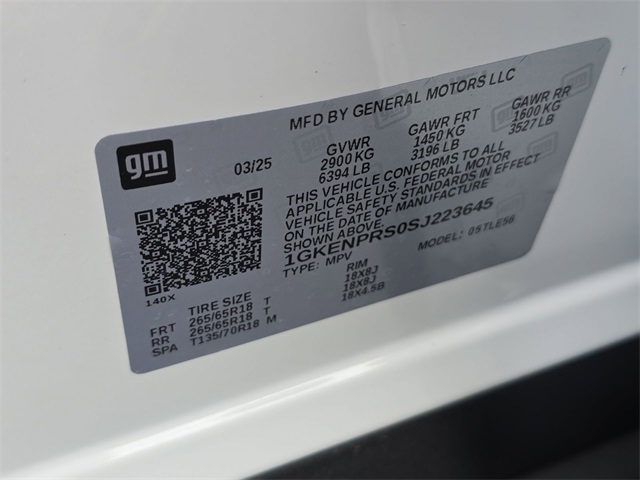 MFD BY GENERAL MOTORS LLC
gm
03/25
GVWR GAWR FRT GAWR RR
2900 KG 1450 KG 1600 KG
6394 LB 3196 LB 3527 LB
THIS VEHICLE CONFORMS TO ALL
APPLICABLE U.S. FEDERAL MOTOR
VEHICLE SAFETY STANDARDS IN EFFECT
ON THE DATE OF MANUFACTURE
SHOWN ABOVE.
1GKENPRS0SJ223645
TYPE: MPV MODEL: 0STLE56
140X
TIRE SIZE RIM
FRT 265/65R18 T 18X8J
RR 265/65R18 T 18X8J
SPA T135/70R18 M 18X4.5B